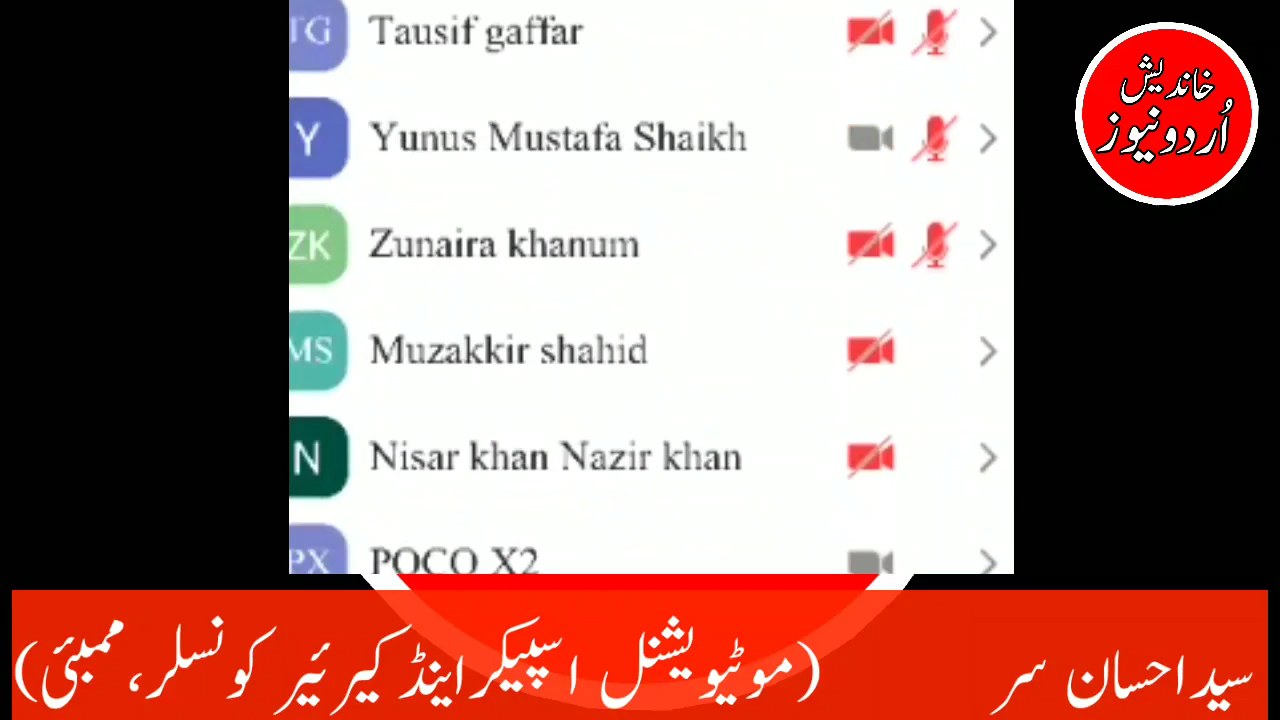 TG
Tausif gaffar
Y
Yunus Mustafa Shaikh
ZK
Zunaira khanum
MS
Muzakkir shahid
N
Nisar khan Nazir khan
PX
POCO X2
خاندیش
اُردو نیوز
سید احسان سر (موٹیویشنل اسپیکر اینڈ کیرئیر کونسلر، ممبئی)